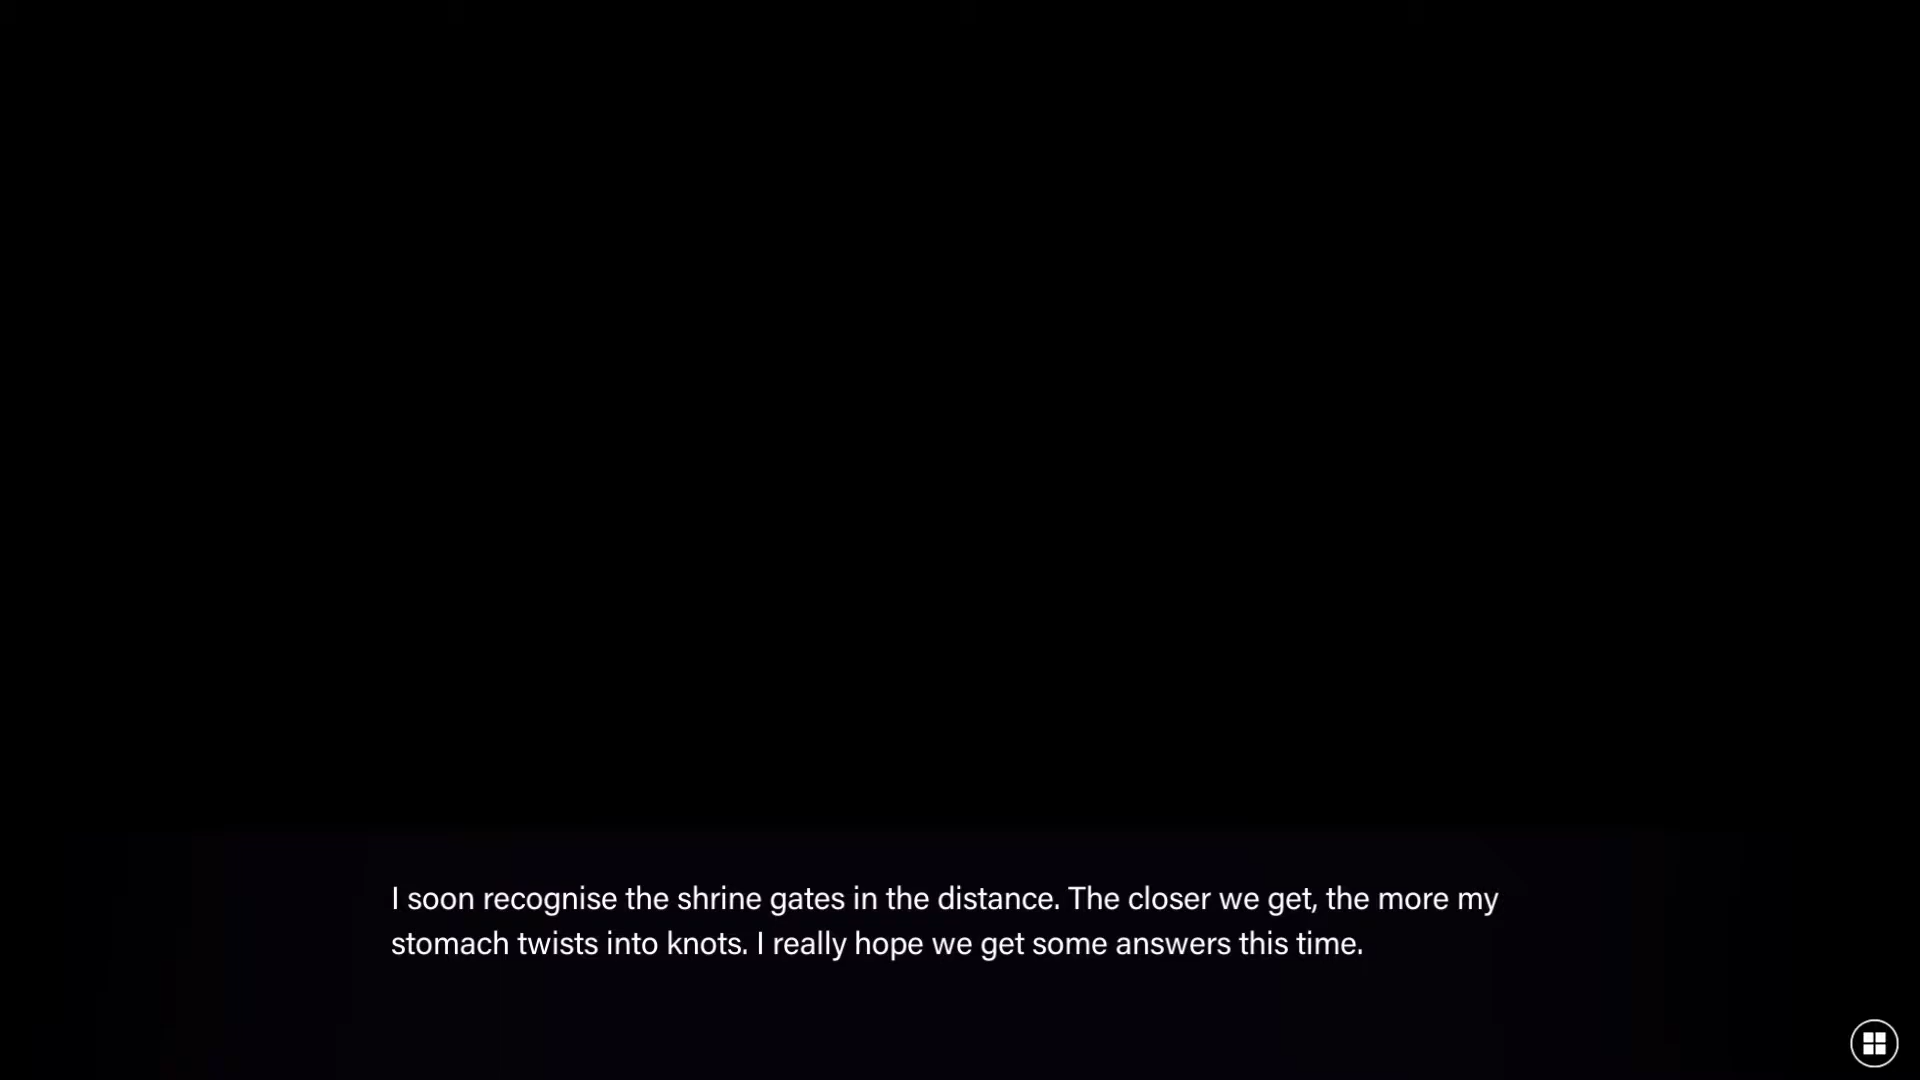 I soon recognise the shrine gates in the distance. The closer we get, the more my
stomach twists into knots. I really hope we get some answers this time.